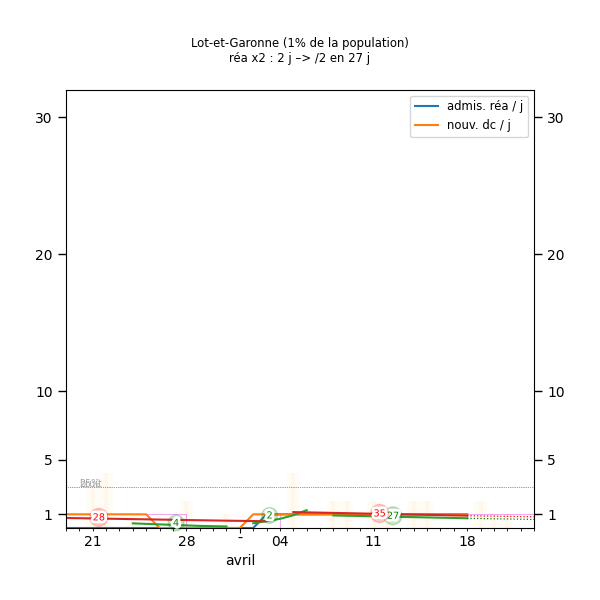 Lot-et-Garonne (1% de la population)
réa x2 : 2 j –> /2 en 27 j
admis. réa / j
nouv. dc / j
30 30
20 20
10 10
5 5
1 1
28 4 2 35 27
21 28 - 04 11 18
avril